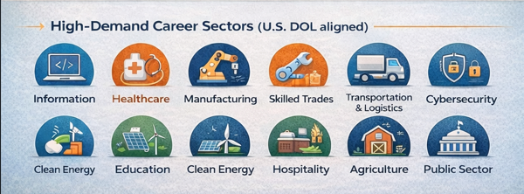 High-Demand Career Sectors (U.S. DOL aligned)
</>
Information
Healthcare
Manufacturing
Skilled Trades
Transportation
& Logistics
Cybersecurity
Clean Energy
Education
Clean Energy
Hospitality
Agriculture
Public Sector